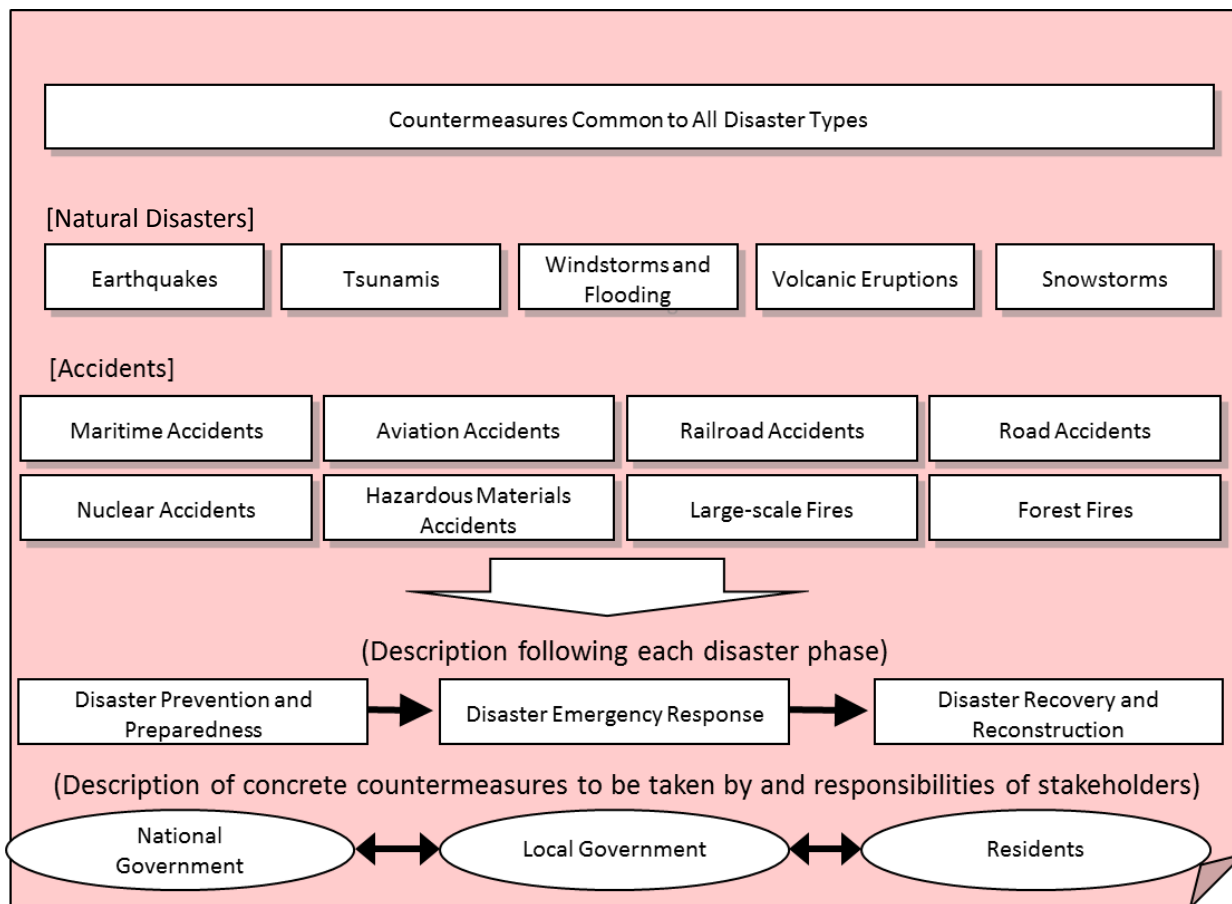 Countermeasures Common to All Disaster Types
[Natural Disasters]
Earthquakes
Tsunamis
Windstorms and
Flooding
Volcanic Eruptions
Snowstorms
[Accidents]
Maritime Accidents
Aviation Accidents
Railroad Accidents
Road Accidents
Nuclear Accidents
Hazardous Materials
Accidents
Large-scale Fires
Forest Fires
(Description following each disaster phase)
Disaster Prevention and
Preparedness
Disaster Emergency Response
Disaster Recovery and
Reconstruction
(Description of concrete countermeasures to be taken by and responsibilities of stakeholders)
National
Government
Local Government
Residents